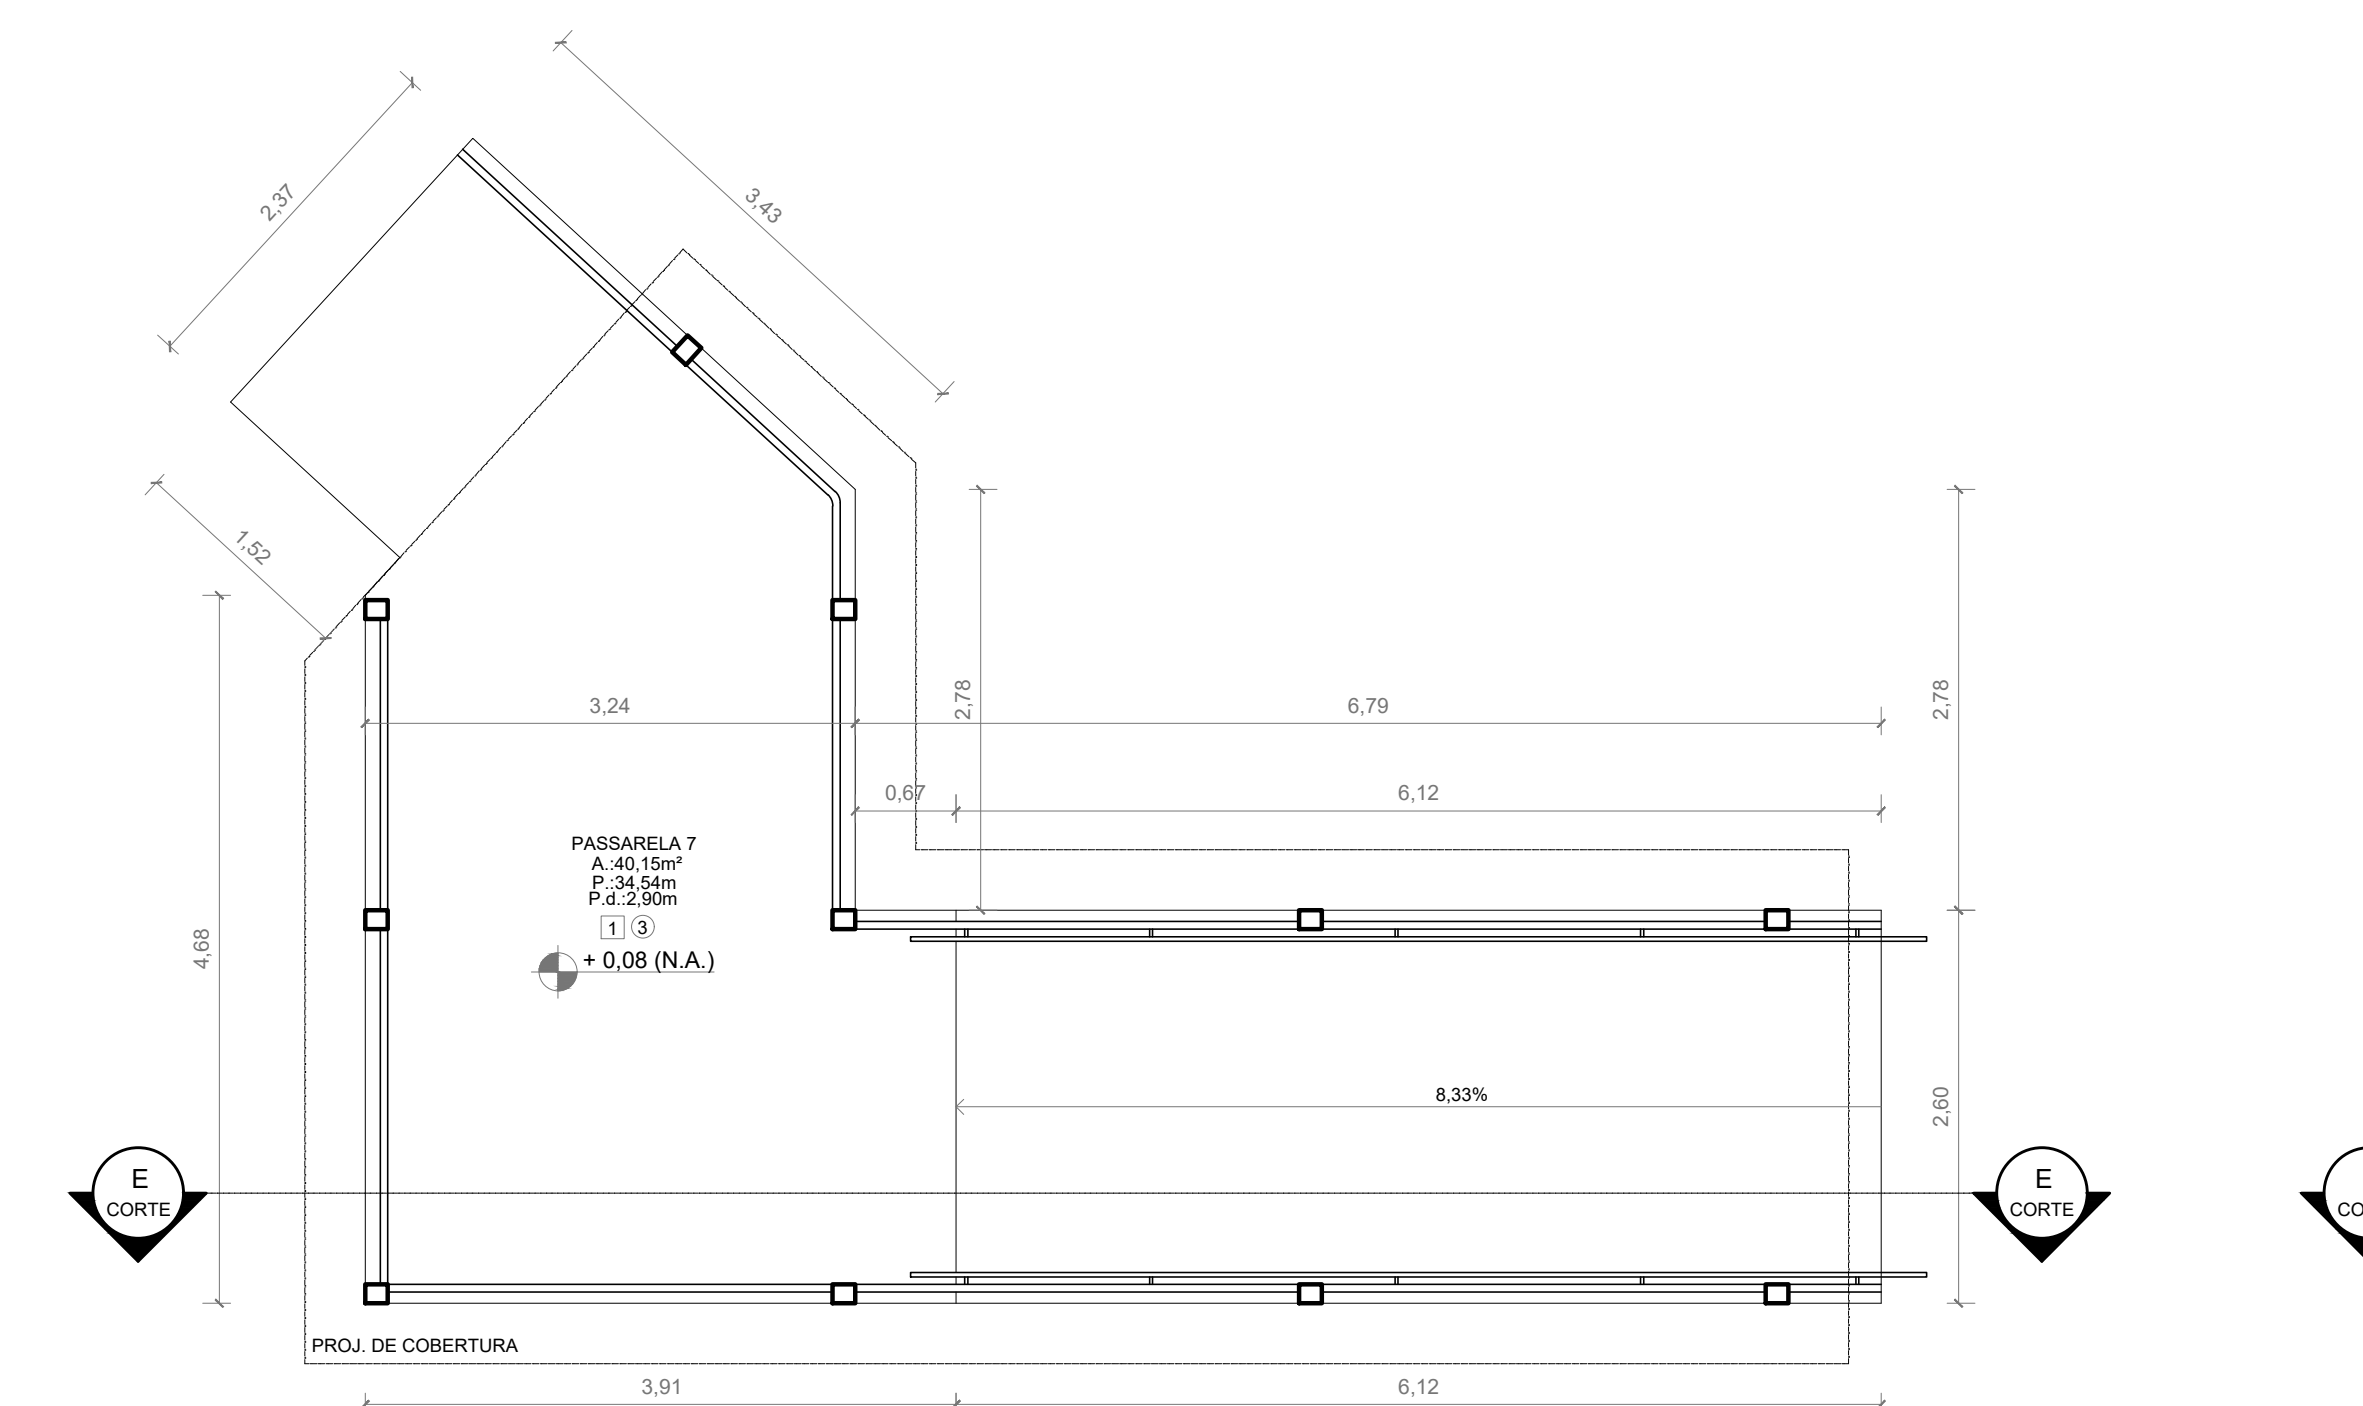 2,37
3,43
1,52
3,24
6,79
2,78
2,78
0,67
6,12
PASSARELA 7
A.:40,15m²
P.:34,54m
P.d.:2,90m
1 3
+ 0,08 (N.A.)
4,68
8,33%
2,60
E
CORTE
E
CORTE
CO
PROJ. DE COBERTURA
3,91
6,12